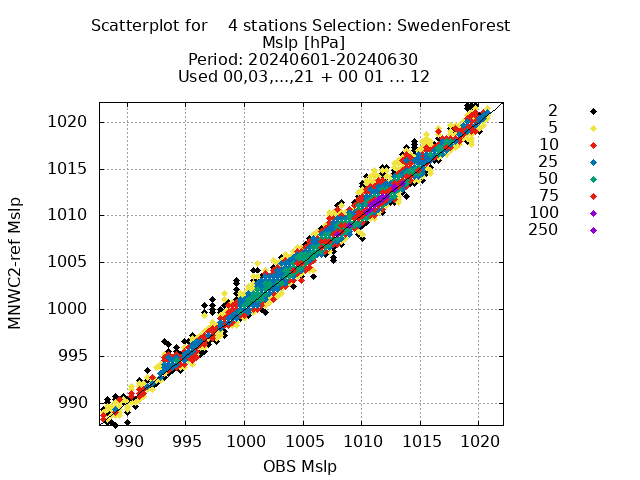 Scatterplot for    4 stations Selection: SwedenForest
Mslp [hPa]
Period: 20240601-20240630
Used 00,03,...,21 + 00 01 ... 12
2
5
10
25
50
75
100
250
MNWC2-ref Mslp
1020
1015
1010
1005
1000
995
990
990 995 1000 1005 1010 1015 1020
OBS Mslp